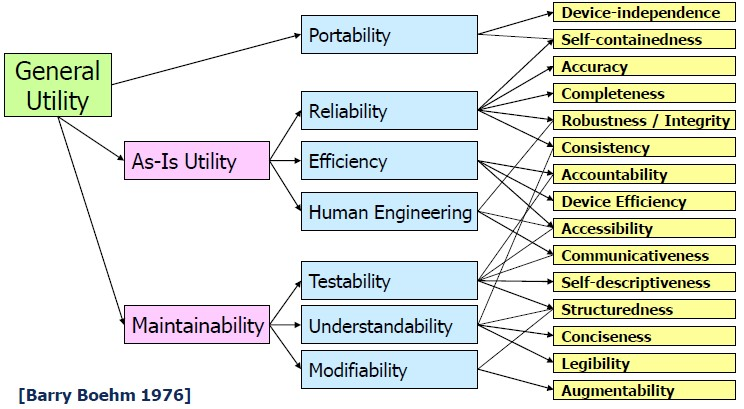 General
Utility
As-Is Utility
Maintainability
Portability
Reliability
Efficiency
Human Engineering
Testability
Understandability
Modifiability
Device-independence
Self-containedness
Accuracy
Completeness
Robustness / Integrity
Consistency
Accountability
Device Efficiency
Accessibility
Communicativeness
Self-descriptiveness
Structuredness
Conciseness
Legibility
Augmentability
[Barry Boehm 1976]